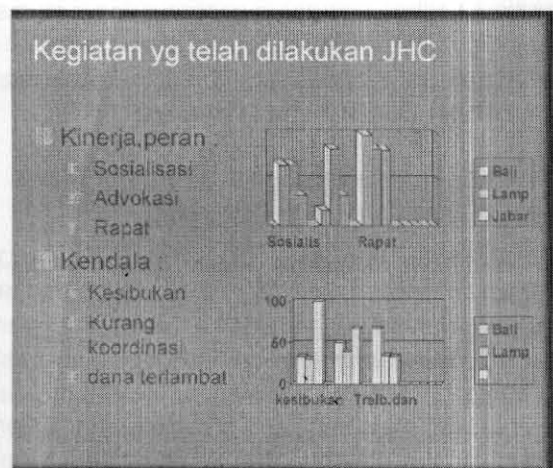 Kegiatan yg telah dilakukan JHC
Kinerja,peran :
Sosialisasi
Advokasi
Rapat
Kendala :
Kesibukan
Kurang
koordinasi
dana terlambat
Sosialis Rapat
Bali
Lamp
Jabar
100
50
0
kesibukan
Bali
Lamp